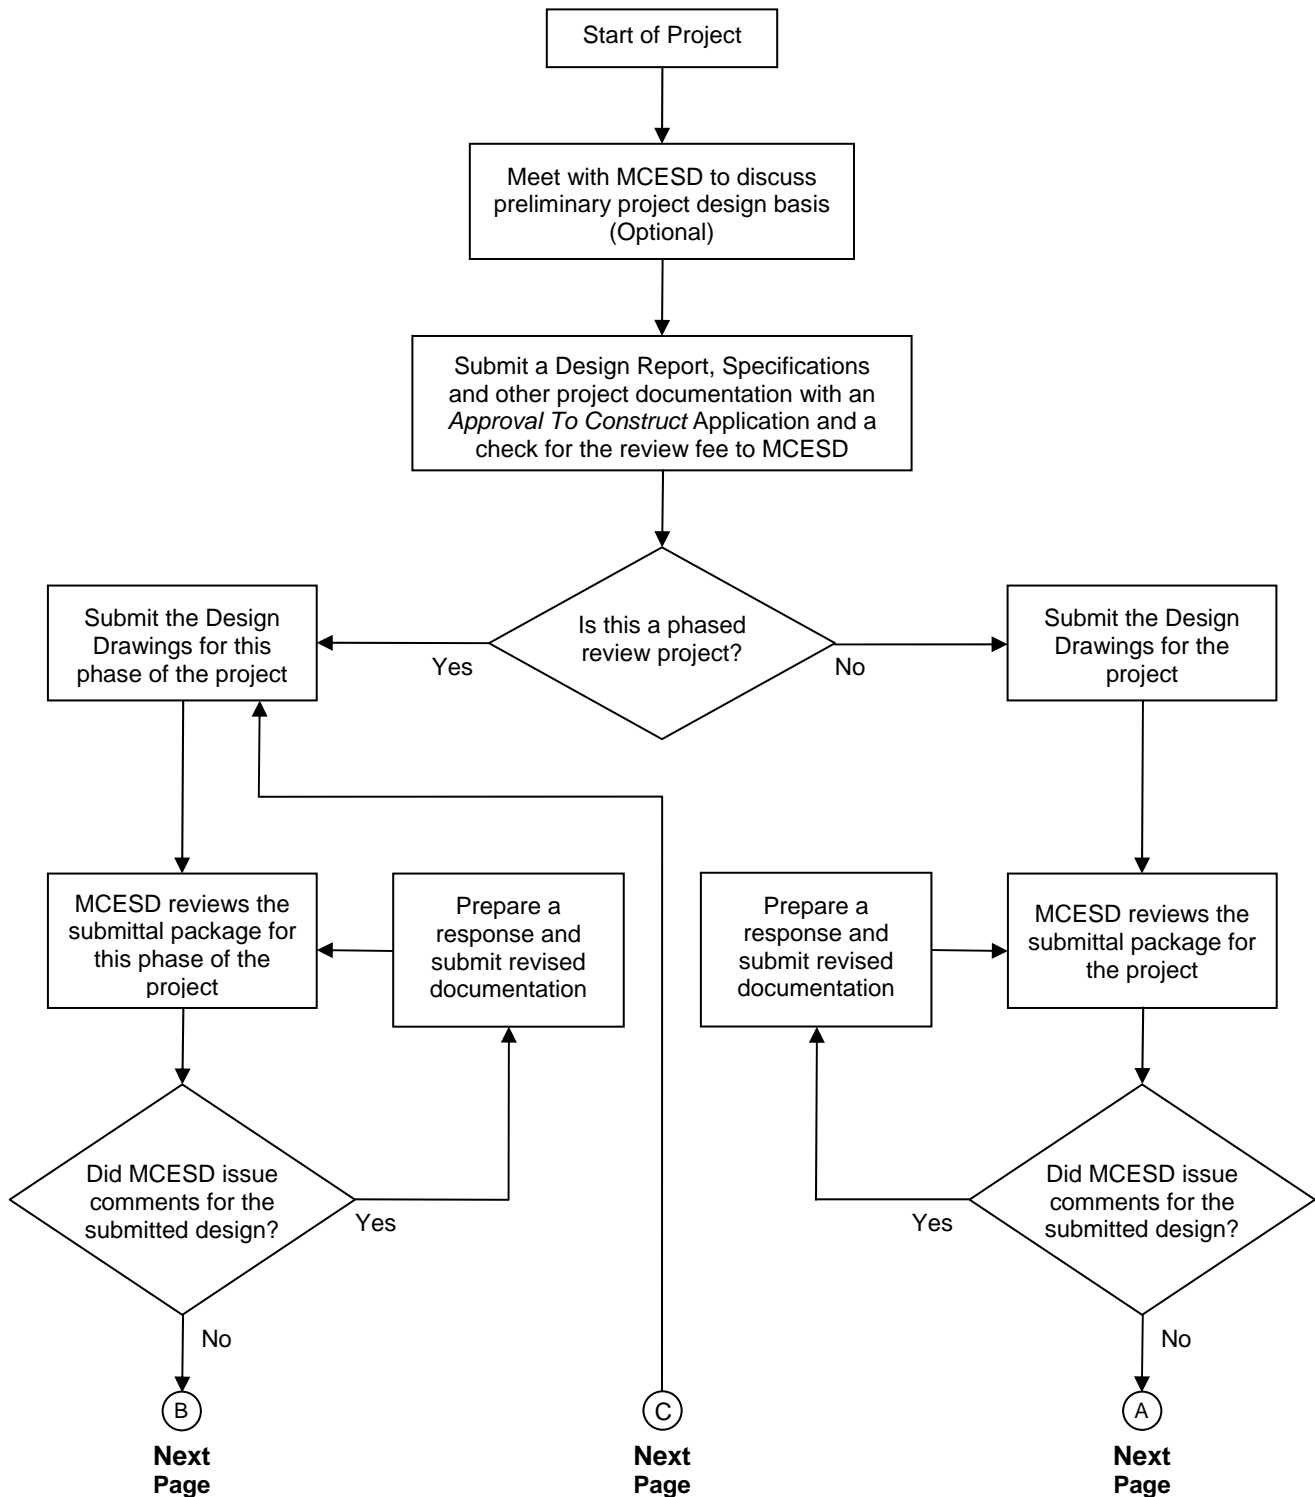 Start of Project
Meet with MCESD to discuss
preliminary project design basis
(Optional)
Submit a Design Report, Specifications
and other project documentation with an
Approval To Construct Application and a
check for the review fee to MCESD
Is this a phased
review project?
Yes
No
Submit the Design
Drawings for this
phase of the project
Submit the Design
Drawings for the
project
MCESD reviews the
submittal package for
this phase of the
project
Prepare a
response and
submit revised
documentation
Prepare a
response and
submit revised
documentation
MCESD reviews the
submittal package for
the project
Did MCESD issue
comments for the
submitted design?
Yes
No
Did MCESD issue
comments for the
submitted design?
Yes
No
B
Next
Page
C
Next
Page
A
Next
Page